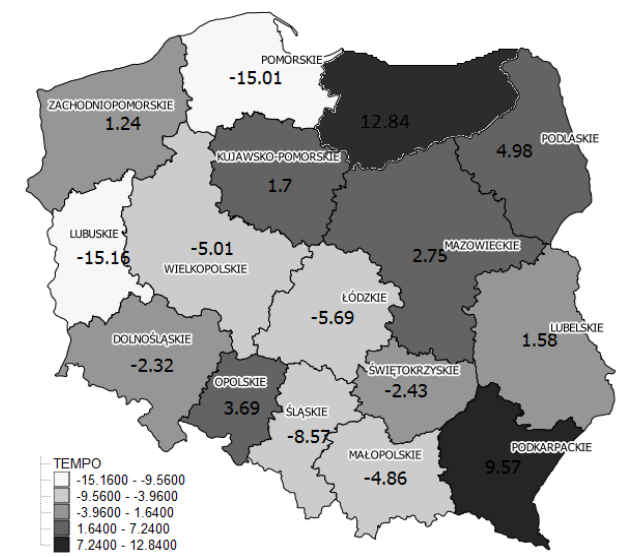 POMORSKIE
-15.01
ZACHODNIOPOMORSKIE
1.24
12.84
PODLASKIE
4.98
KUJAWSKO-POMORSKIE
1.7
LUBUSKIE
-15.16
-5.01
WIELKOPOLSKIE
MAZOWIECKIE
2.75
ŁÓDZKIE
-5.69
LUBELSKIE
1.58
DOLNOŚLĄSKIE
-2.32
ŚWIĘTOKRZYSKIE
-2.43
OPOLSKIE
3.69
ŚLĄSKIE
-8.57
MAŁOPOLSKIE
-4.86
PODKARPACKIE
9.57
TEMPO
-15.1600 - -9.5600
-9.5600 - -3.9600
-3.9600 - 1.6400
1.6400 - 7.2400
7.2400 - 12.8400